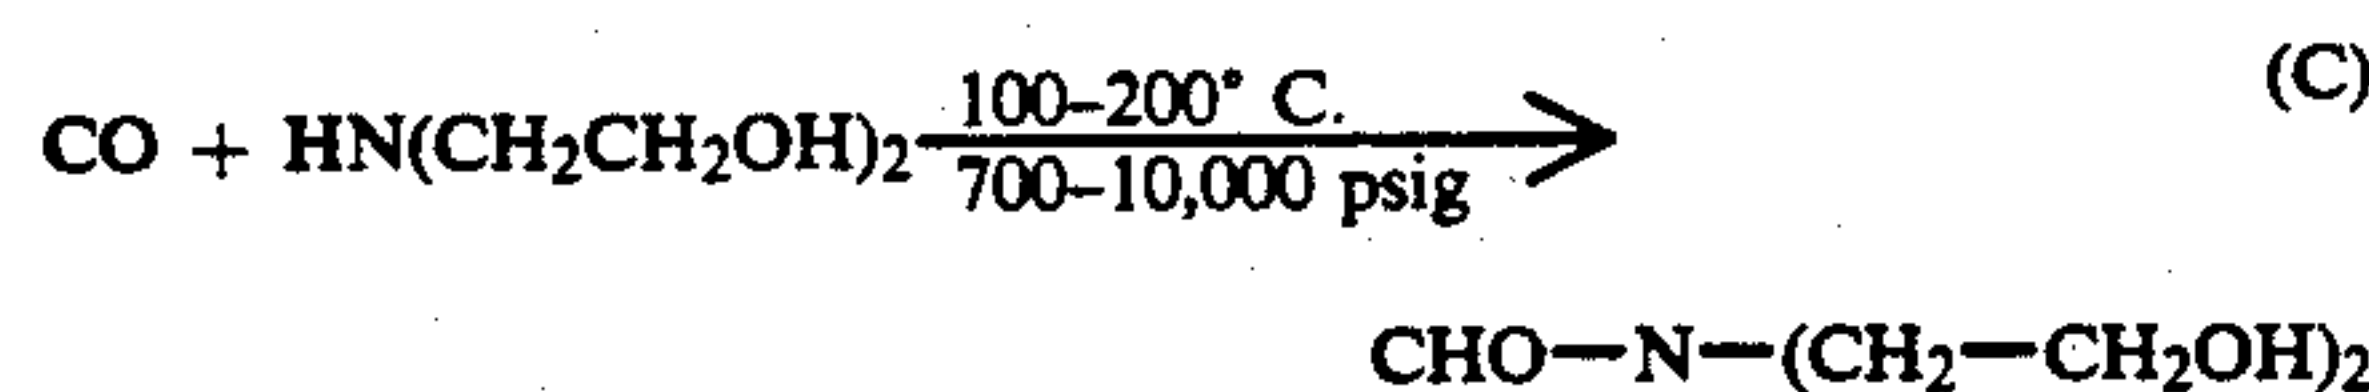 CO + HN(CH₂CH₂OH)₂ 100–200° C. (C)
700–10,000 psig
CHO—N—(CH₂—CH₂OH)₂